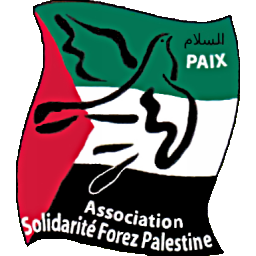 السلام
PAIX
Association
Solidarité Forez Palestine